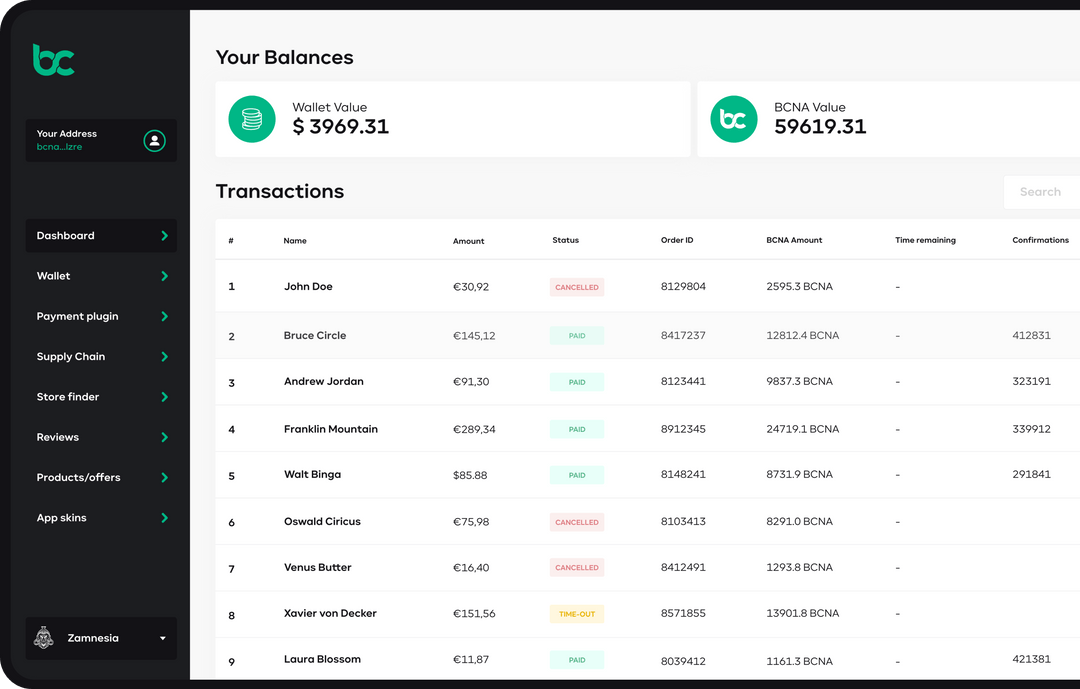 bc
Your Address
bcna...lzre
Dashboard
Wallet
Payment plugin
Supply Chain
Store finder
Reviews
Products/offers
App skins
Zamnesia
Your Balances
Wallet Value
$ 3969.31
bc
BCNA Value
59619.31
Transactions
Search
# Name Amount Status Order ID BCNA Amount Time remaining Confirmations
1 John Doe €30,92 CANCELLED 8129804 2595.3 BCNA -
2 Bruce Circle €145,12 PAID 8417237 12812.4 BCNA - 412831
3 Andrew Jordan €91,30 PAID 8123441 9837.3 BCNA - 323191
4 Franklin Mountain €289,34 PAID 8912345 24719.1 BCNA - 339912
5 Walt Binga $85.88 PAID 8148241 8731.9 BCNA - 291841
6 Oswald Ciricus €75,98 CANCELLED 8103413 8291.0 BCNA -
7 Venus Butter €16,40 CANCELLED 8412491 1293.8 BCNA -
8 Xavier von Decker €151,56 TIME-OUT 8571855 13901.8 BCNA -
9 Laura Blossom €11,87 PAID 8039412 1161.3 BCNA - 421381